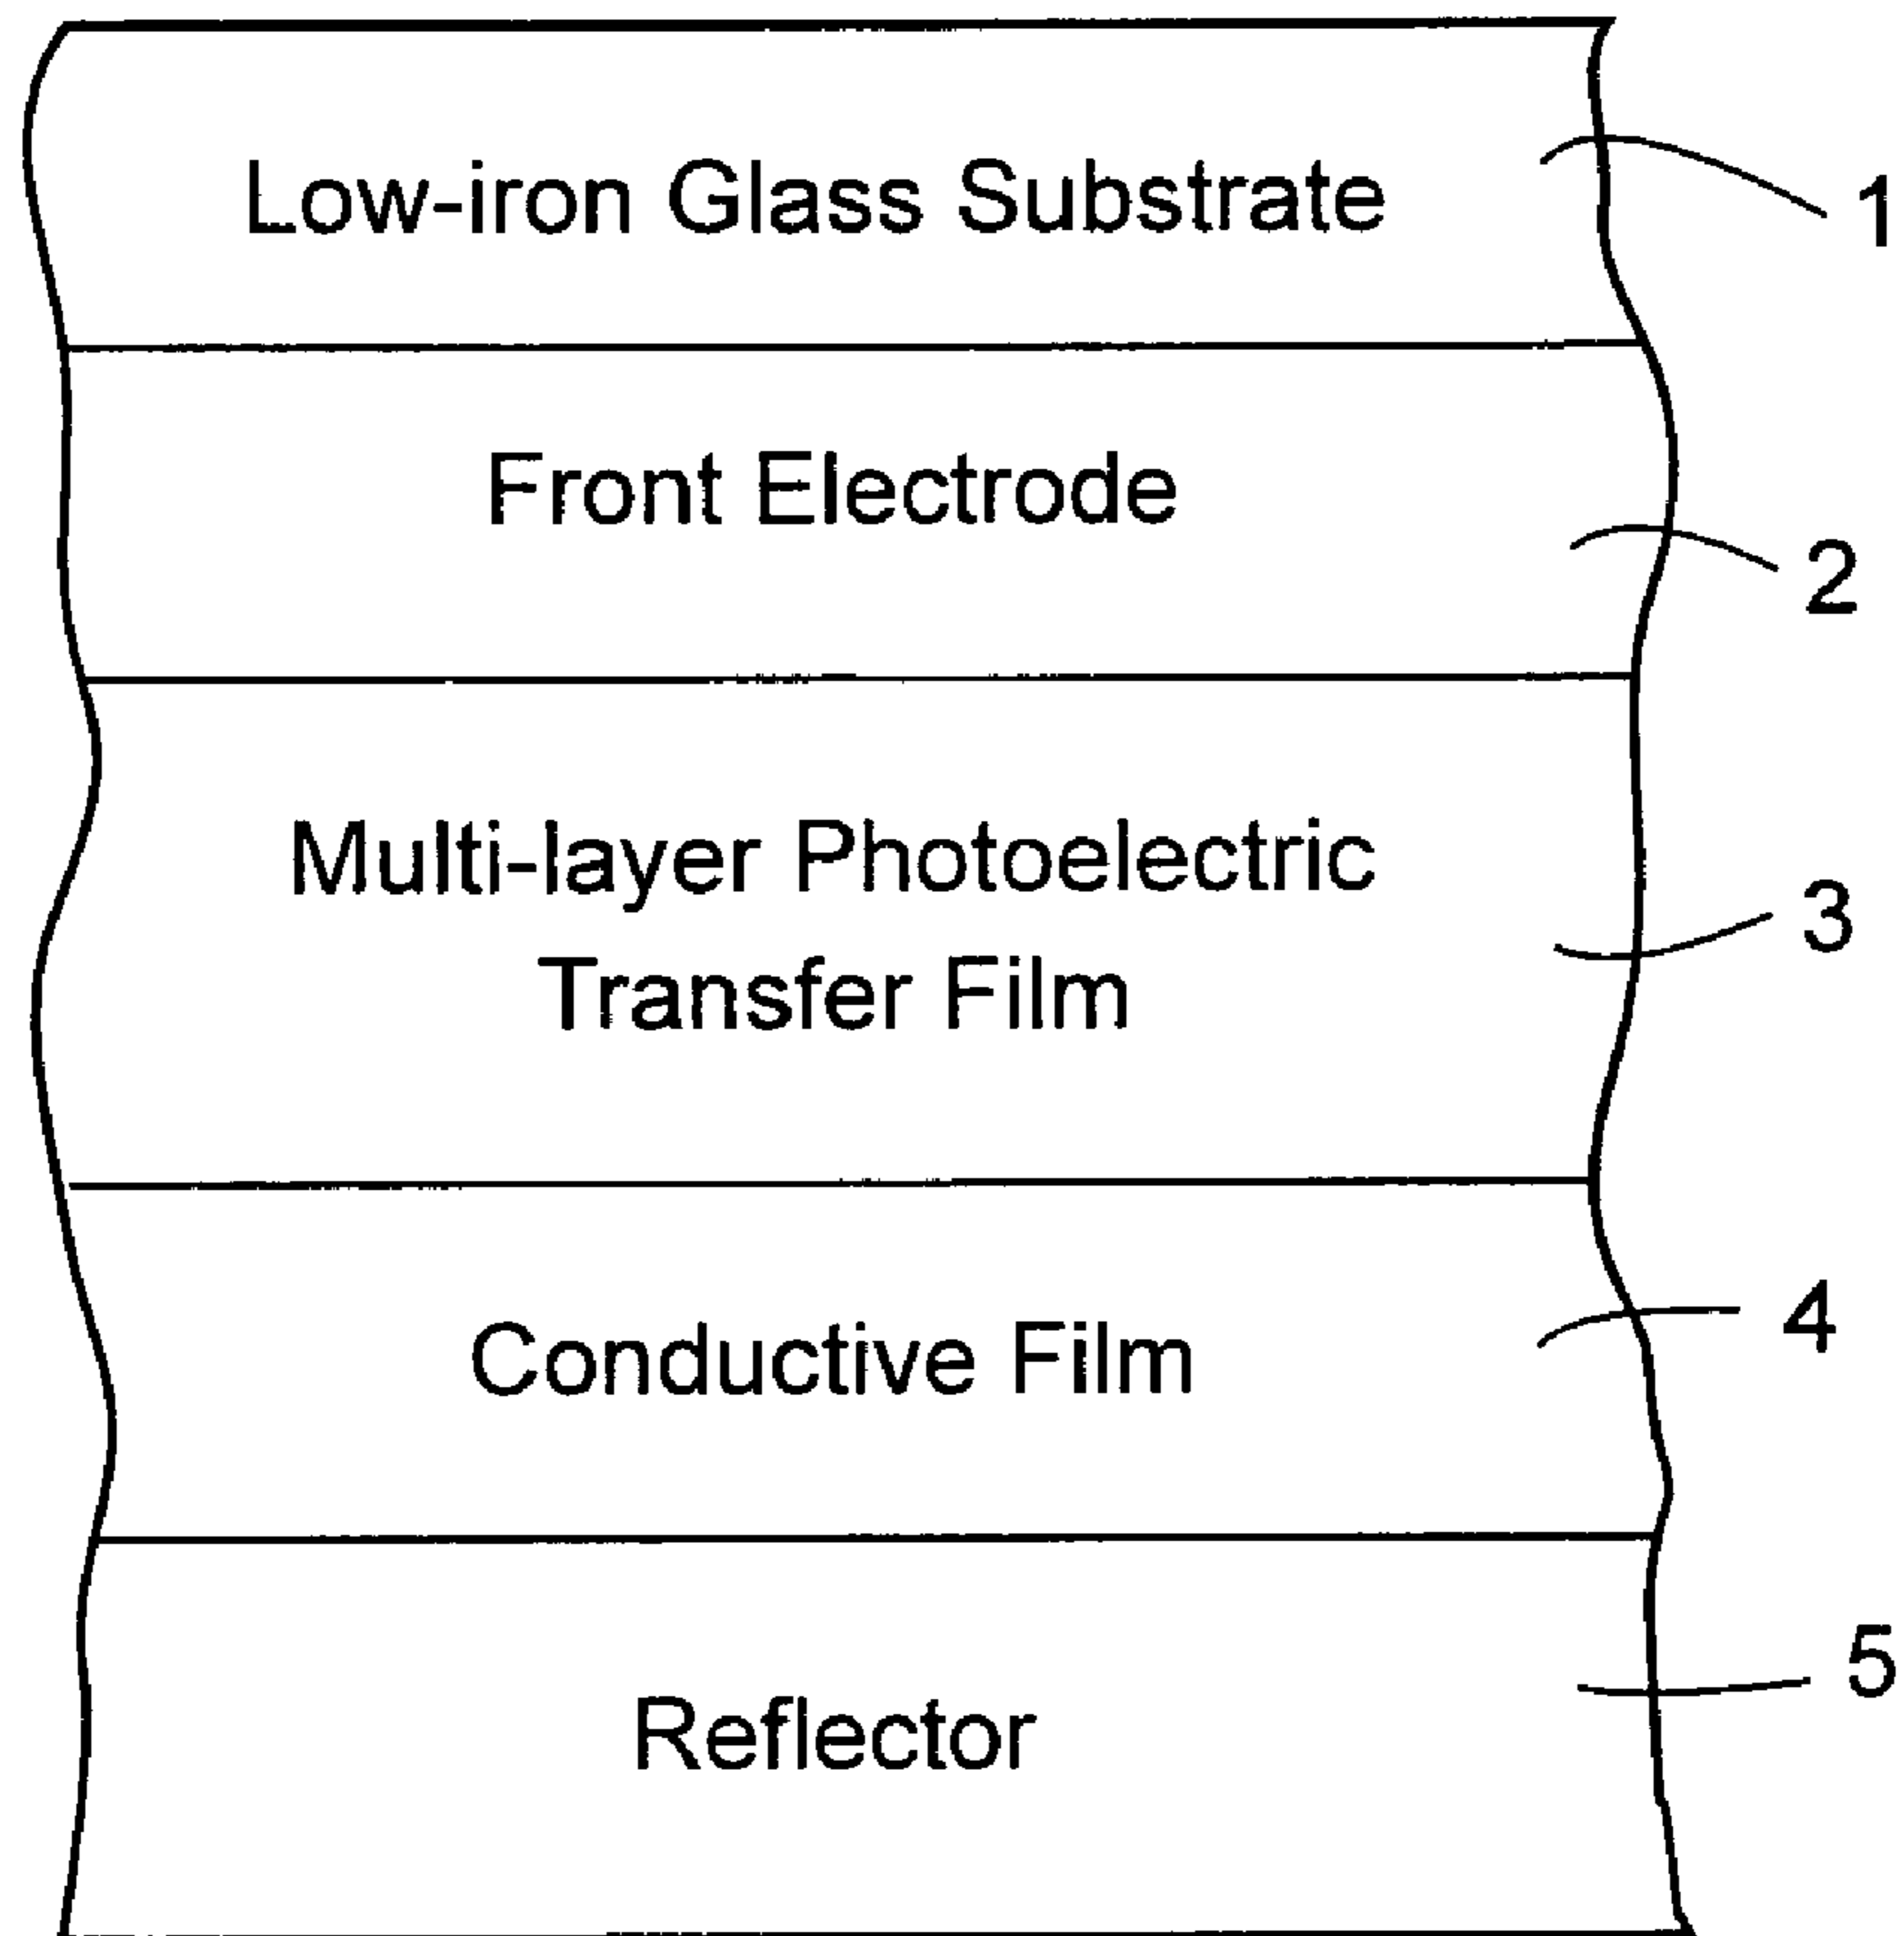 Low-iron Glass Substrate
1
Front Electrode
2
Multi-layer Photoelectric
Transfer Film
3
Conductive Film
4
Reflector
5